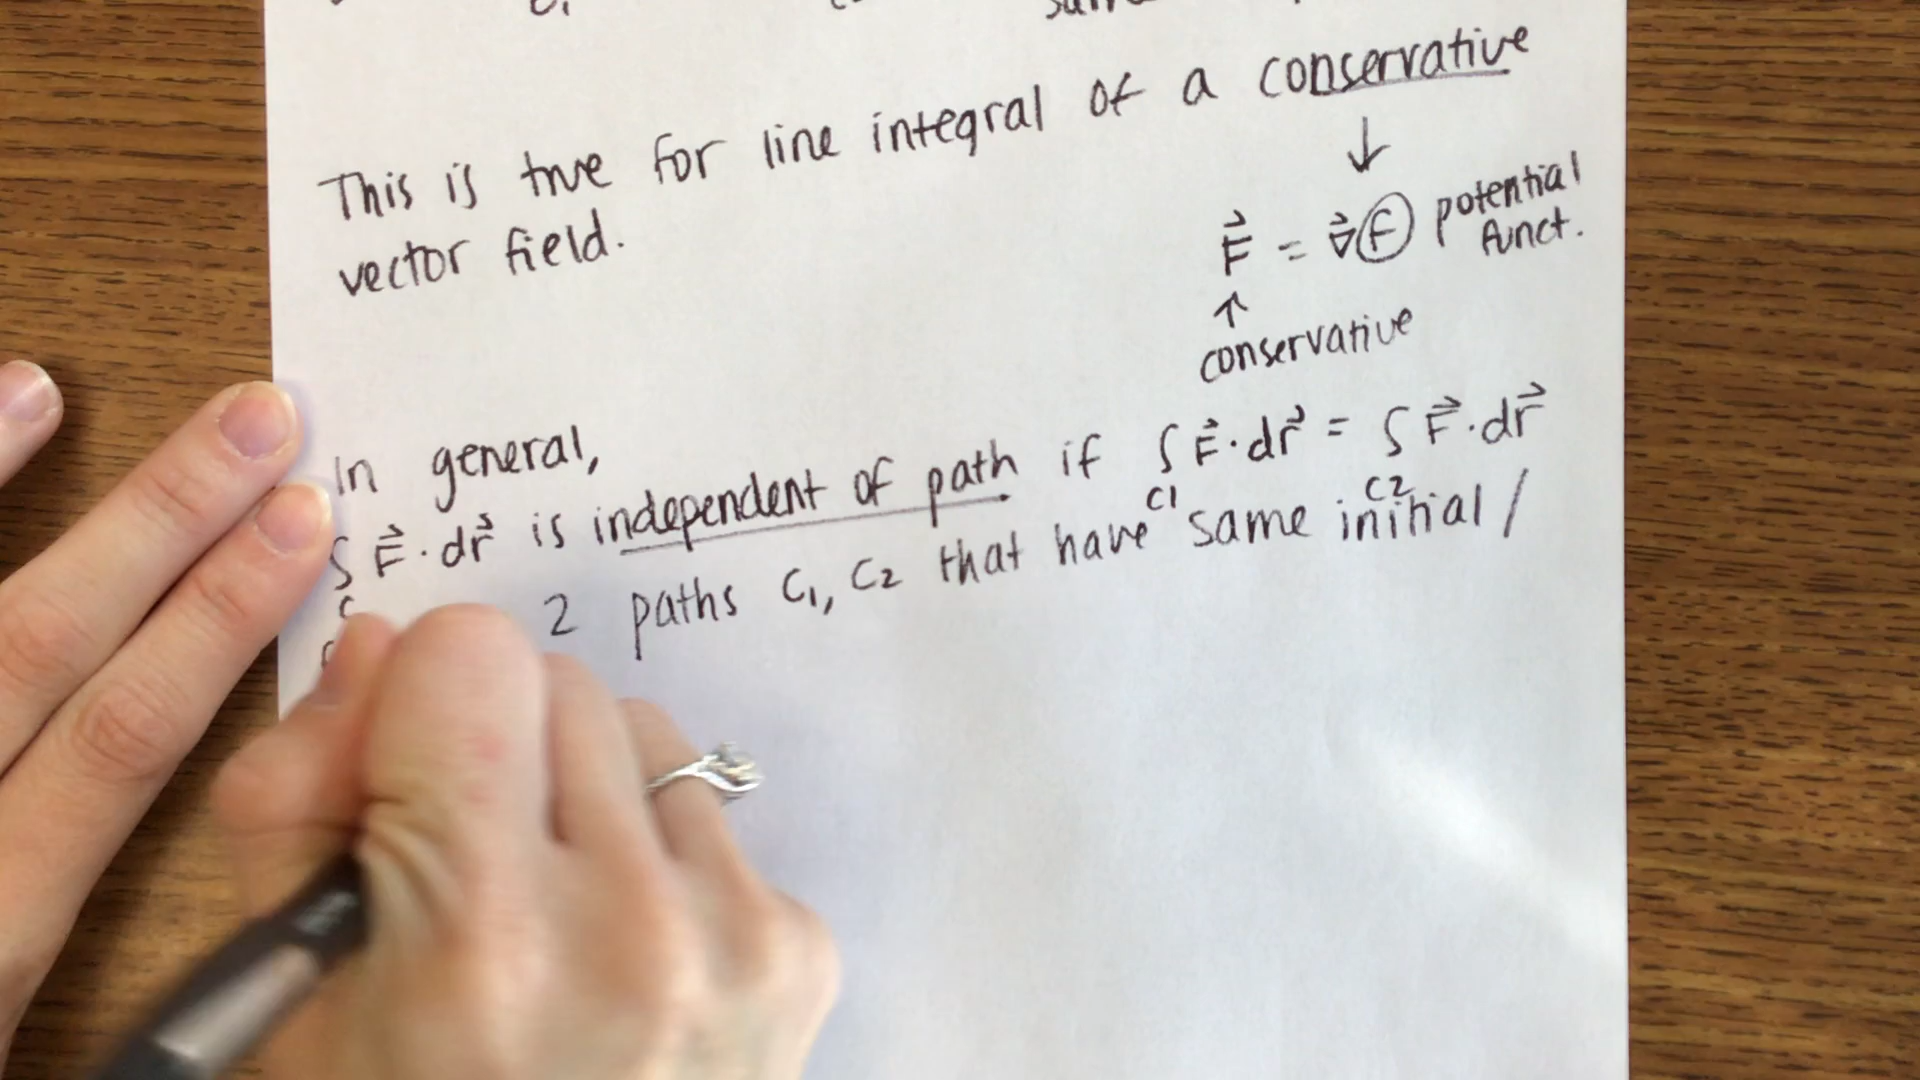 This is true for line integral of a conservative
vector field.
↓
F⃗ = ∇⃗F potential
funct.
↑
conservative
In general,
∫ F⃗ · dr⃗ is independent of path if ∫ F⃗ · dr⃗ = ∫ F⃗ · dr⃗
C C1 C2
2 paths C₁, C₂ that have same initial /